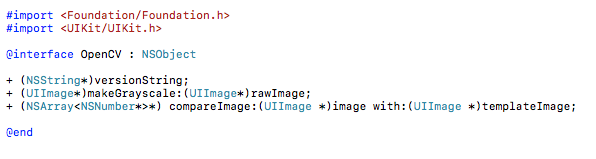 #import <Foundation/Foundation.h>
#import <UIKit/UIKit.h>
@interface OpenCV : NSObject
+ (NSString*)versionString;
+ (UIImage*)makeGrayscale:(UIImage*)rawImage;
+ (NSArray<NSNumber*>*) compareImage:(UIImage *)image with:(UIImage *)templateImage;
@end